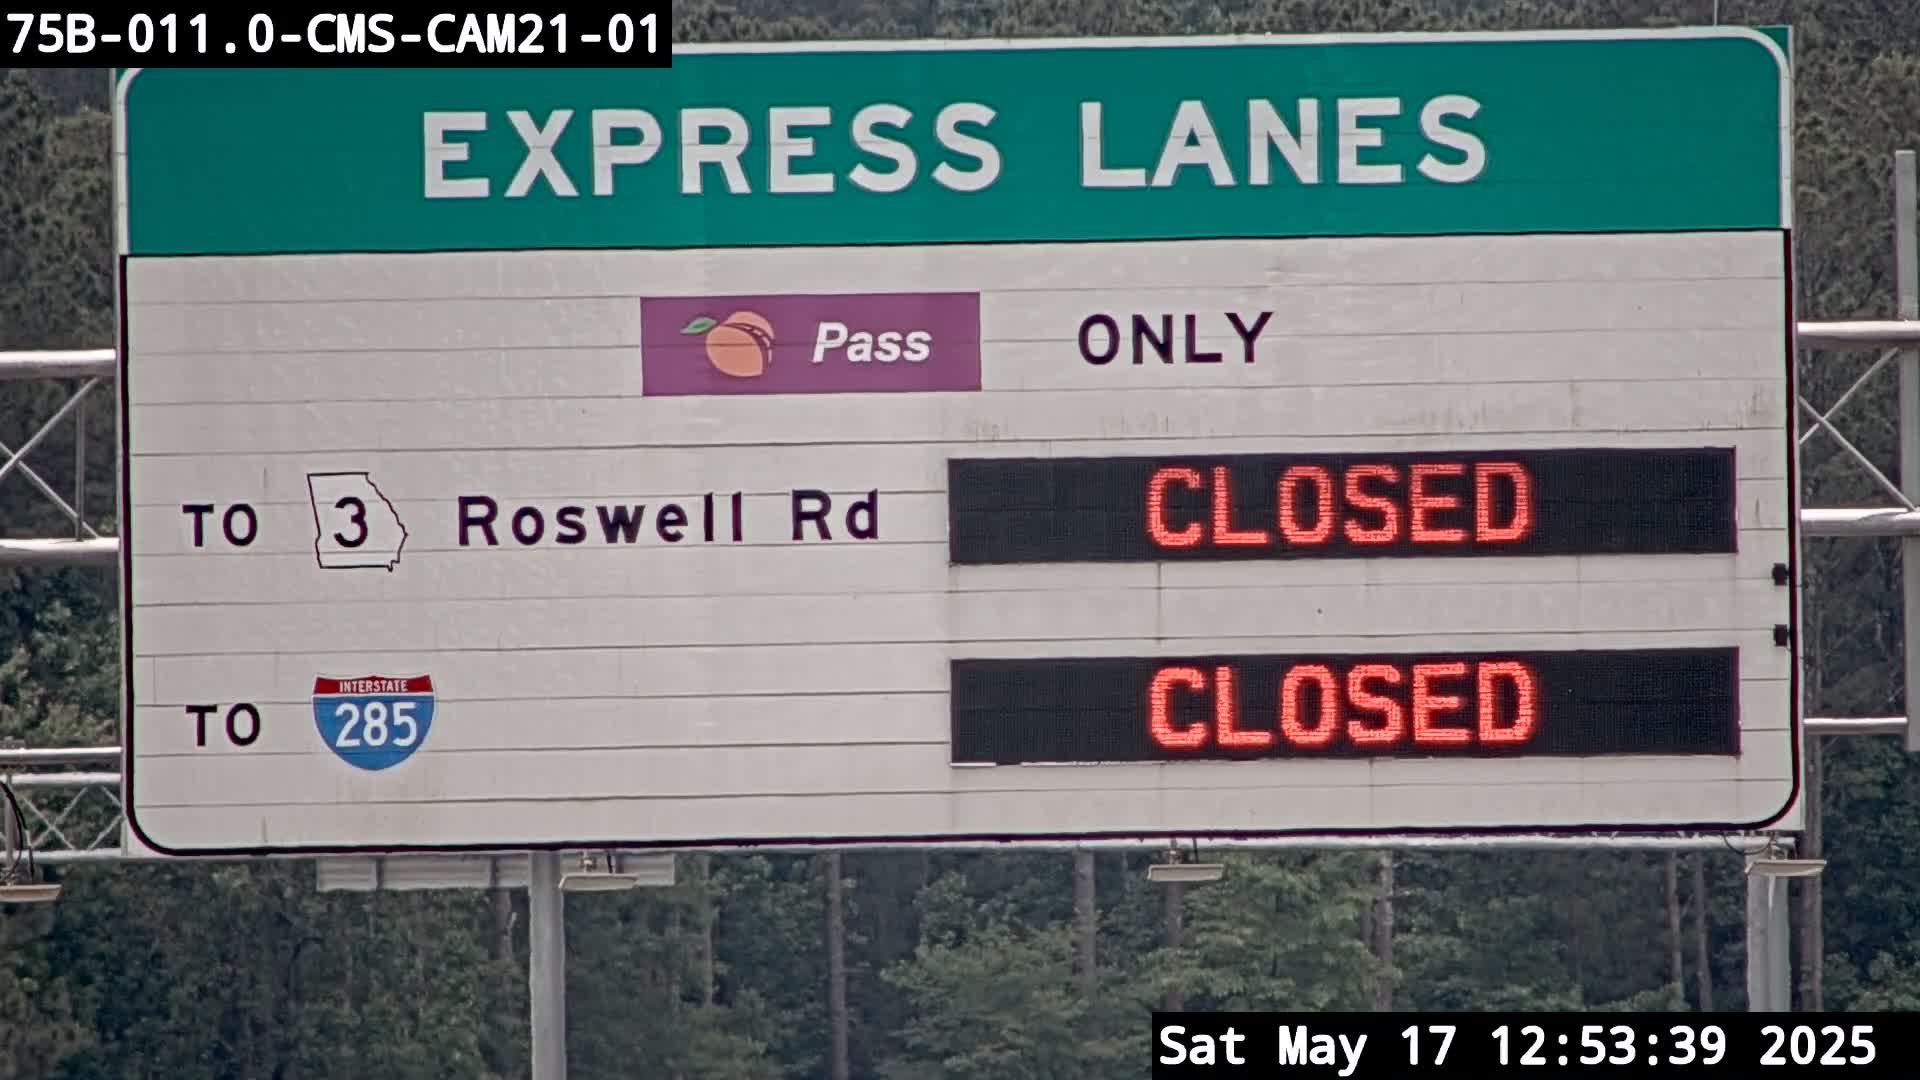 75B-011.0-CMS-CAM21-01
EXPRESS LANES
Pass ONLY
TO 3 Roswell Rd CLOSED
INTERSTATE
TO 285 CLOSED
Sat May 17 12:53:39 2025